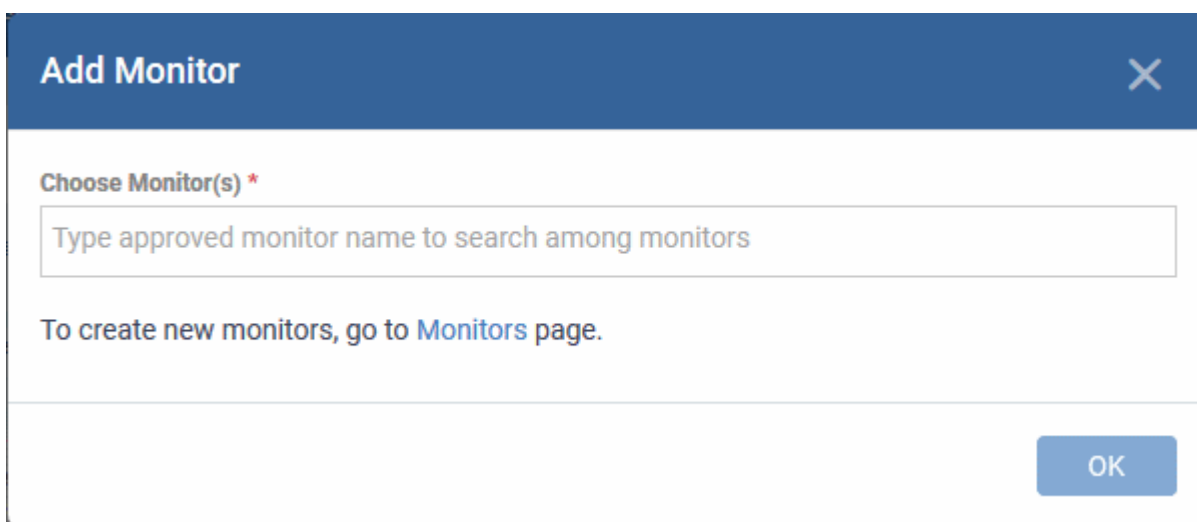 Add Monitor
Choose Monitor(s) *
Type approved monitor name to search among monitors
To create new monitors, go to Monitors page.
OK